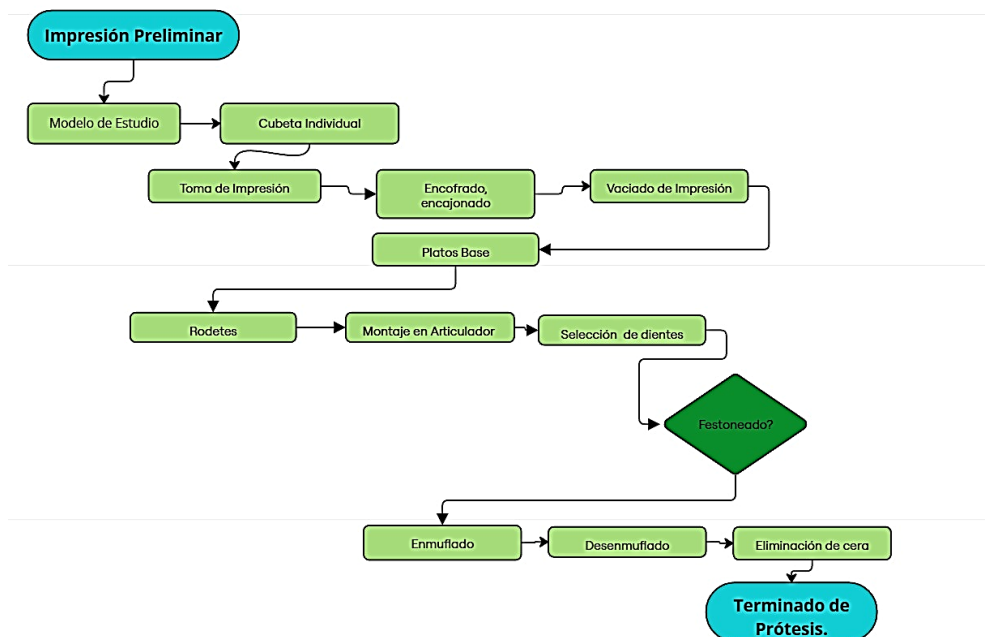 Impresión Preliminar
Modelo de Estudio
Cubeta Individual
Toma de Impresión
Encofrado,
encajonado
Vaciado de Impresión
Platos Base
Rodetes
Montaje en Articulador
Selección de dientes
Festoneado?
Enmuflado
Desenmuflado
Eliminación de cera
Terminado de
Prótesis.